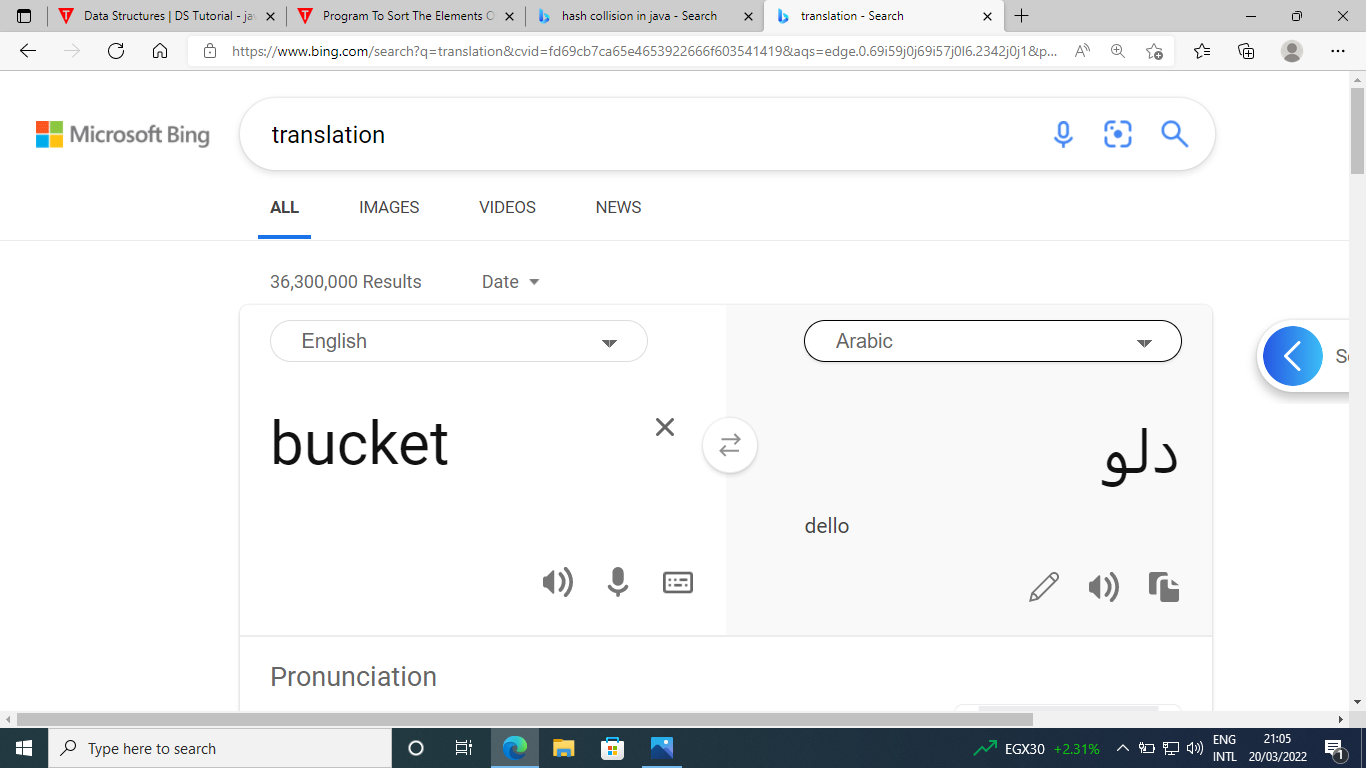 Data Structures | DS Tutorial - jav
Program To Sort The Elements O
hash collision in java - Search
translation - Search
https://www.bing.com/search?q=translation&cvid=fd69cb7ca65e4653922666f603541419&aqs=edge.0.69i59j0j69i57j0l6.2342j0j1&p...
Microsoft Bing
translation
ALL IMAGES VIDEOS NEWS
36,300,000 Results Date
English
Arabic
bucket
دلو
dello
Pronunciation
Type here to search
EGX30 +2.31%
ENG
INTL
21:05
20/03/2022
1